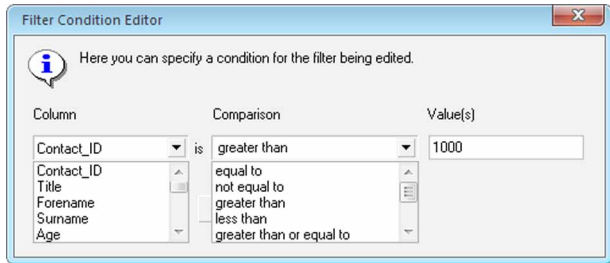 Filter Condition Editor
Here you can specify a condition for the filter being edited.
Column Comparison Value(s)
Contact_ID is greater than 1000
Contact_ID equal to
Title not equal to
Forename greater than
Surname less than
Age greater than or equal to